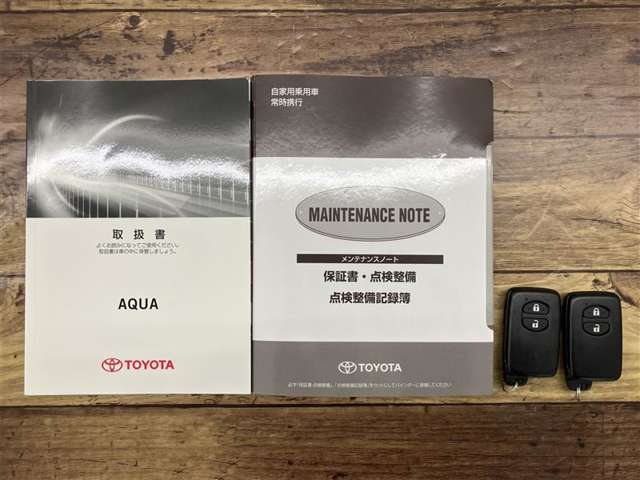 取扱書
よくお読みになってご使用ください。
取扱書は車の中に保管しましょう。
AQUA
TOYOTA
自家用乗用車
常時携行
MAINTENANCE NOTE
メンテナンスノート
保証書・点検整備
点検整備記録簿
TOYOTA